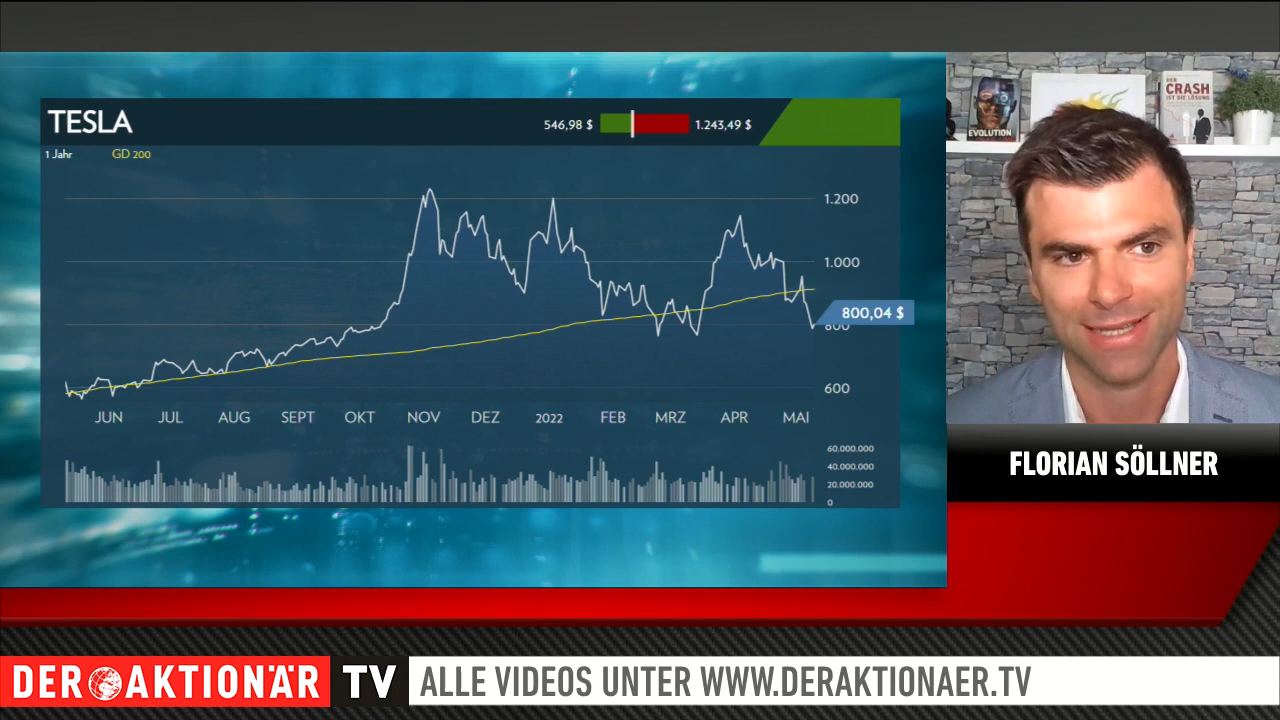 TESLA
546,98 $
1.243,49 $
1 Jahr
GD 200
1.200
1.000
800,04 $
800
600
JUN
JUL
AUG
SEPT
OKT
NOV
DEZ
2022
FEB
MRZ
APR
MAI
60.000.000
40.000.000
20.000.000
0
EVOLUTION
DER
CRASH
IST DIE LÖSUNG
FLORIAN SÖLLNER
DER AKTIONÄR TV
ALLE VIDEOS UNTER WWW.DERAKTIONAER.TV